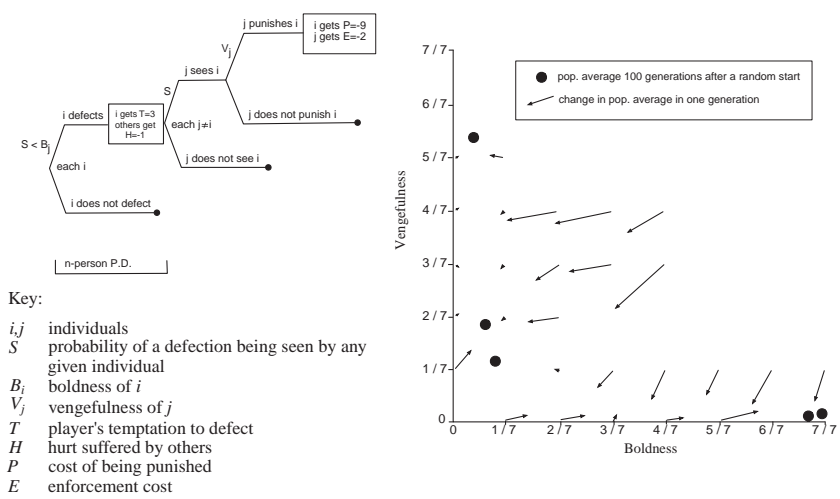 j punishes i
i gets P=-9
j gets E=-2
V j
j sees i
S
i defects
i gets T=3
others get
H=-1
each j≠i
j does not punish i
S < B j
each i
j does not see i
i does not defect
n-person P.D.
Key:
i,j individuals
S probability of a defection being seen by any
given individual
B i boldness of i
V j vengefulness of j
T player's temptation to defect
H hurt suffered by others
P cost of being punished
E enforcement cost
7 / 7
6 / 7
5 / 7
4 / 7
3 / 7
2 / 7
1 / 7
0
Vengefulness
pop. average 100 generations after a random start
change in pop. average in one generation
0 1 / 7 2 / 7 3 / 7 4 / 7 5 / 7 6 / 7 7 / 7
Boldness